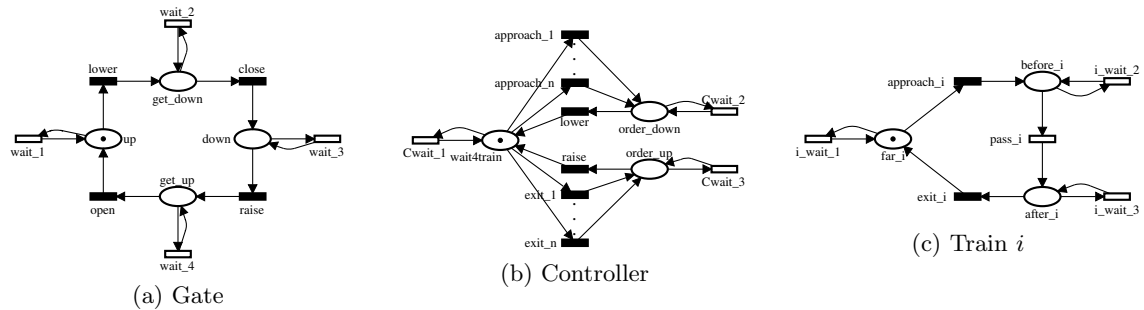 wait_2
lower
close
get_down
up
down
wait_1
wait_3
get_up
open
raise
wait_4
(a) Gate
approach_1
approach_n
Cwait_2
lower
order_down
Cwait_1
wait4train
raise
order_up
Cwait_3
exit_1
exit_n
(b) Controller
before_i
approach_i
i_wait_2
pass_i
i_wait_1
far_i
exit_i
after_i
i_wait_3
(c) Train i